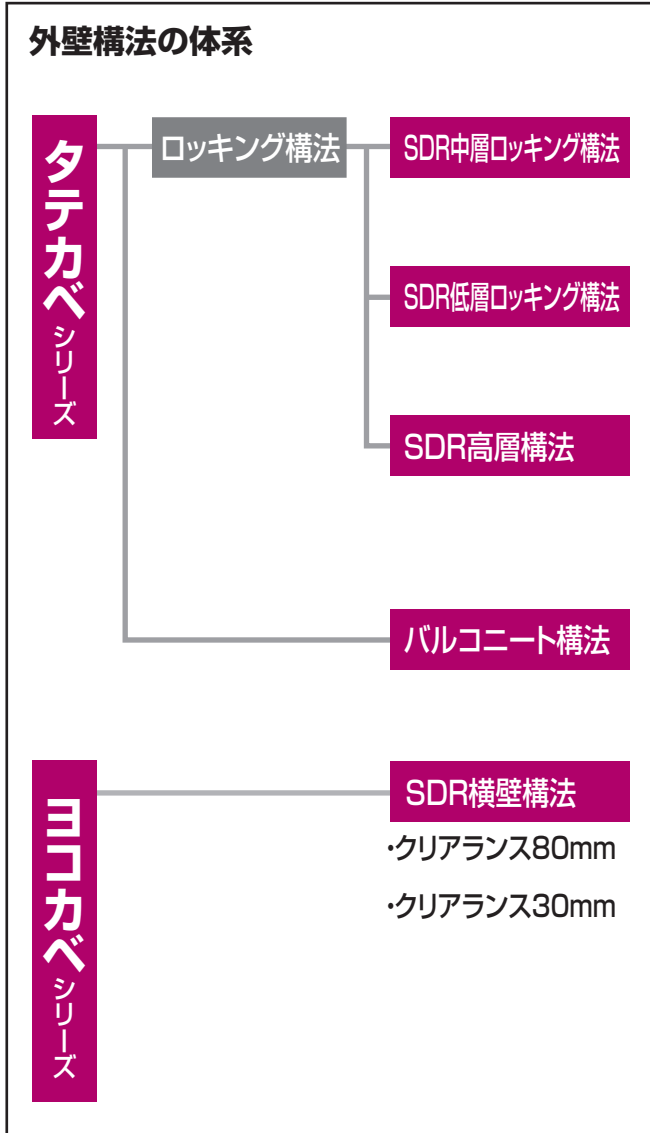 外壁構法の体系
タテカベシリーズ
ロッキング構法
SDR中層ロッキング構法
SDR低層ロッキング構法
SDR高層構法
バルコニート構法
ヨコカベシリーズ
SDR横壁構法
・クリアランス80mm
・クリアランス30mm